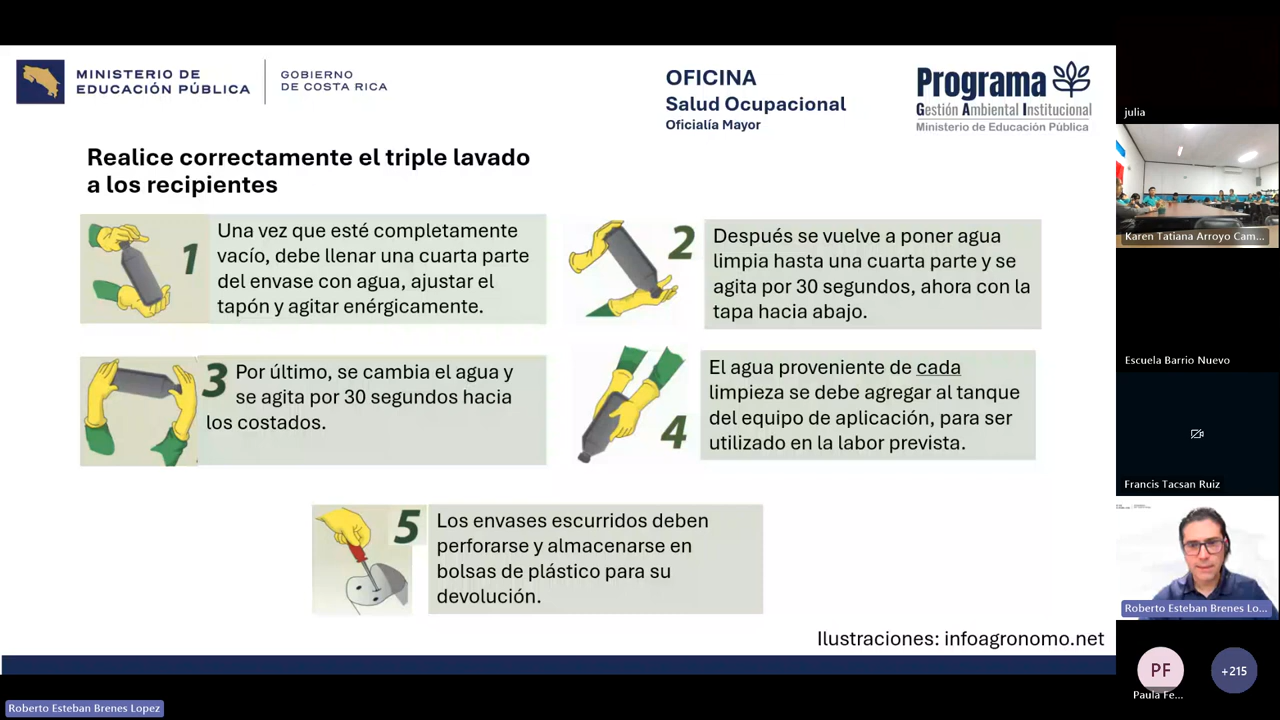 MINISTERIO DE
EDUCACIÓN PÚBLICA
GOBIERNO
DE COSTA RICA
OFICINA
Salud Ocupacional
Oficialía Mayor
Programa
Gestión Ambiental Institucional
Ministerio de Educación Pública
Realice correctamente el triple lavado
a los recipientes
1
Una vez que esté completamente
vacío, debe llenar una cuarta parte
del envase con agua, ajustar el
tapón y agitar enérgicamente.
2
Después se vuelve a poner agua
limpia hasta una cuarta parte y se
agita por 30 segundos, ahora con la
tapa hacia abajo.
3
Por último, se cambia el agua y
se agita por 30 segundos hacia
los costados.
4
El agua proveniente de cada
limpieza se debe agregar al tanque
del equipo de aplicación, para ser
utilizado en la labor prevista.
5
Los envases escurridos deben
perforarse y almacenarse en
bolsas de plástico para su
devolución.
Ilustraciones: infoagronomo.net
Roberto Esteban Brenes Lopez
julia
Karen Tatiana Arroyo Cam...
Escuela Barrio Nuevo
Francis Tacsan Ruiz
Roberto Esteban Brenes Lo...
PF
+215
Paula Fe...